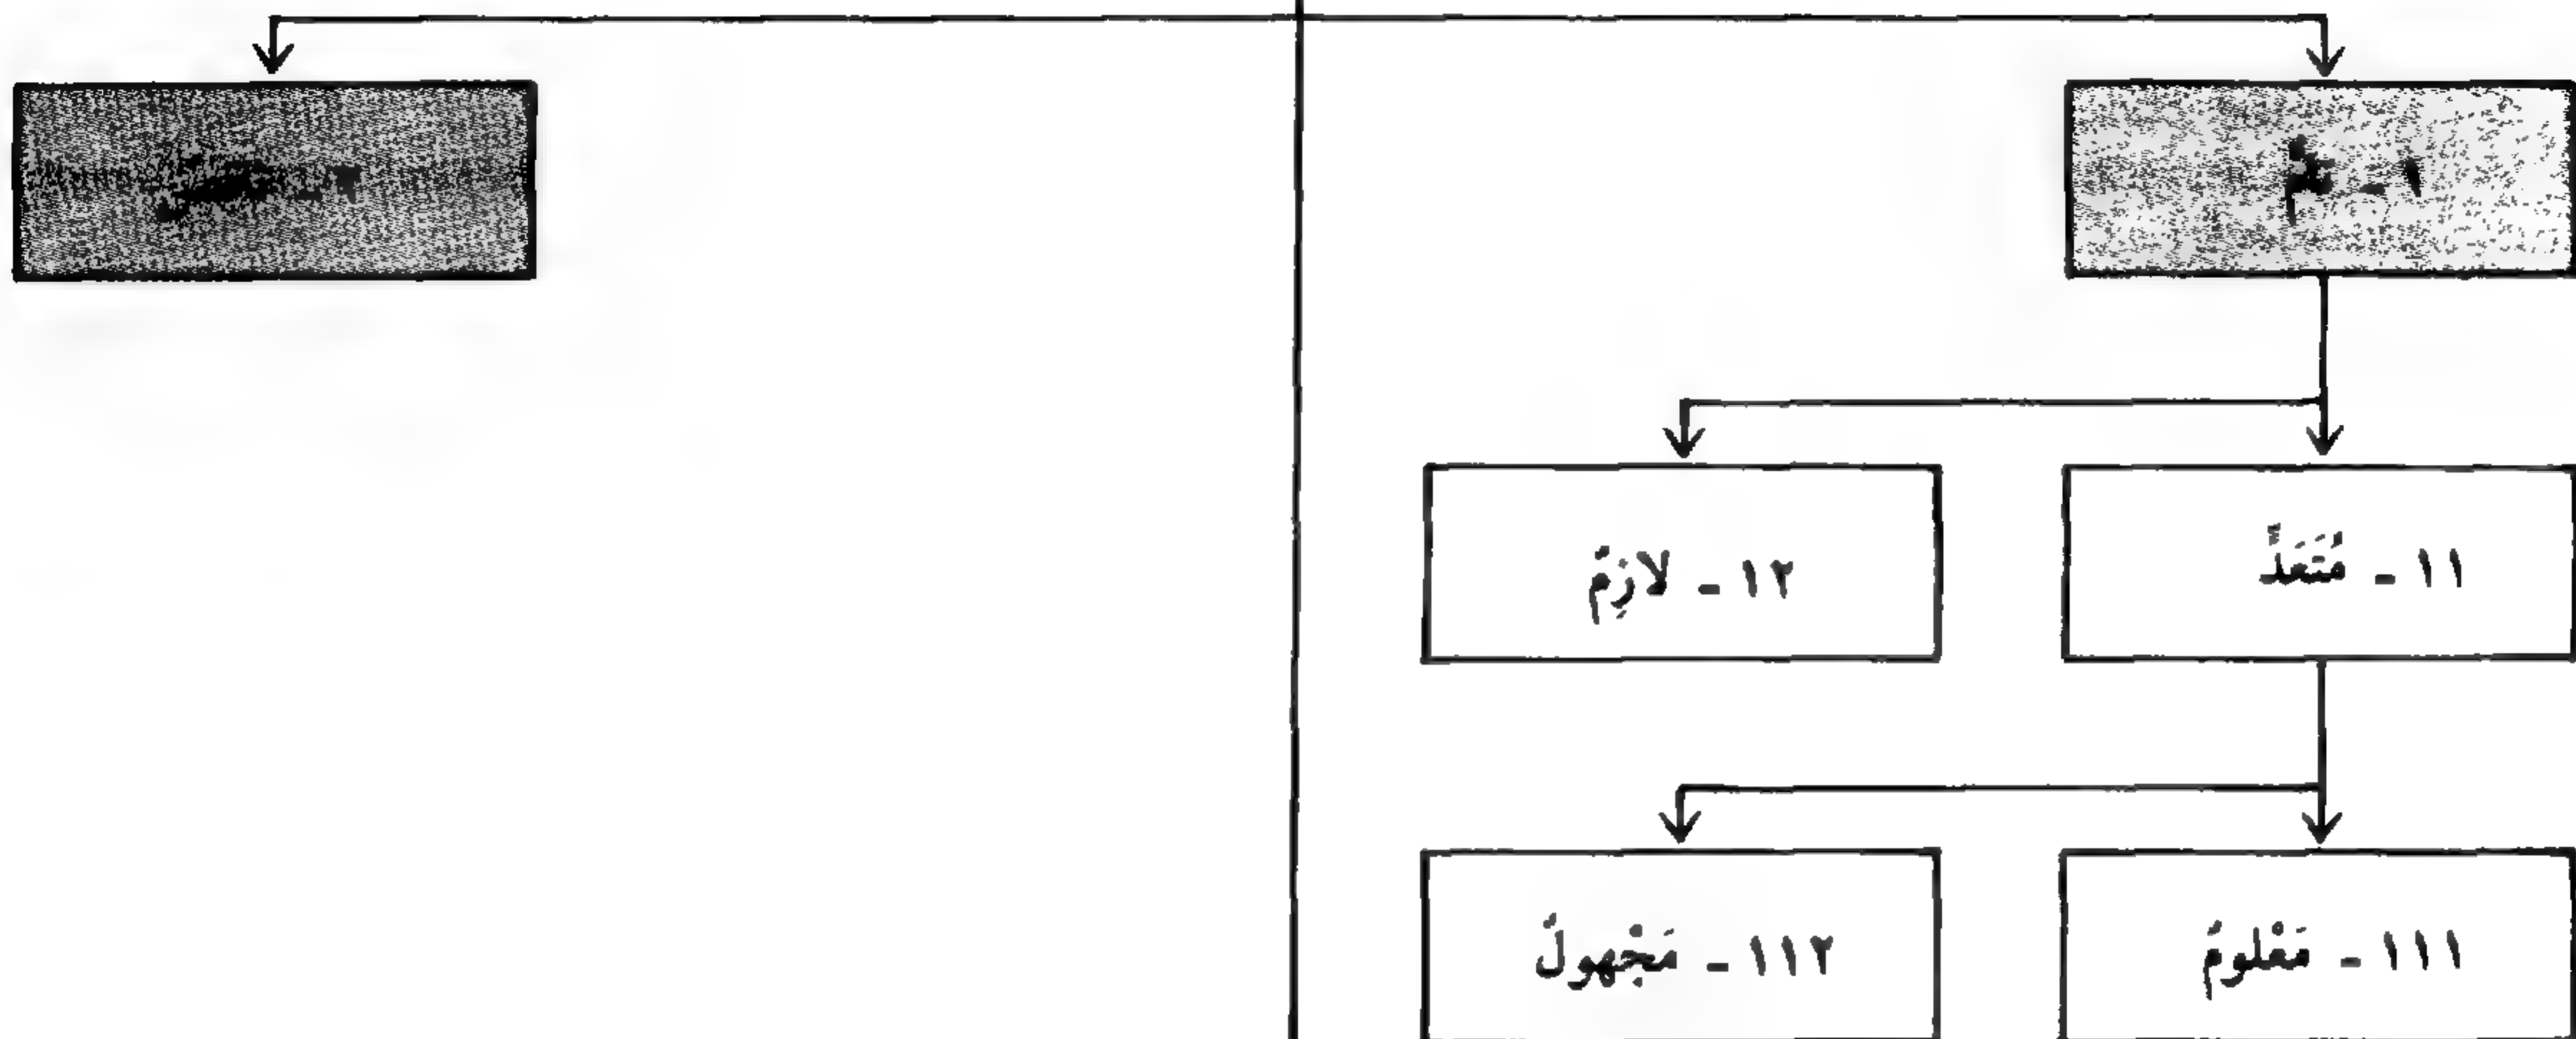 ١١ - مُتَعَدٍّ
١٢ - لازِمٌ
١١١ - مَعْلومٌ
١١٢ - مَجْهولٌ